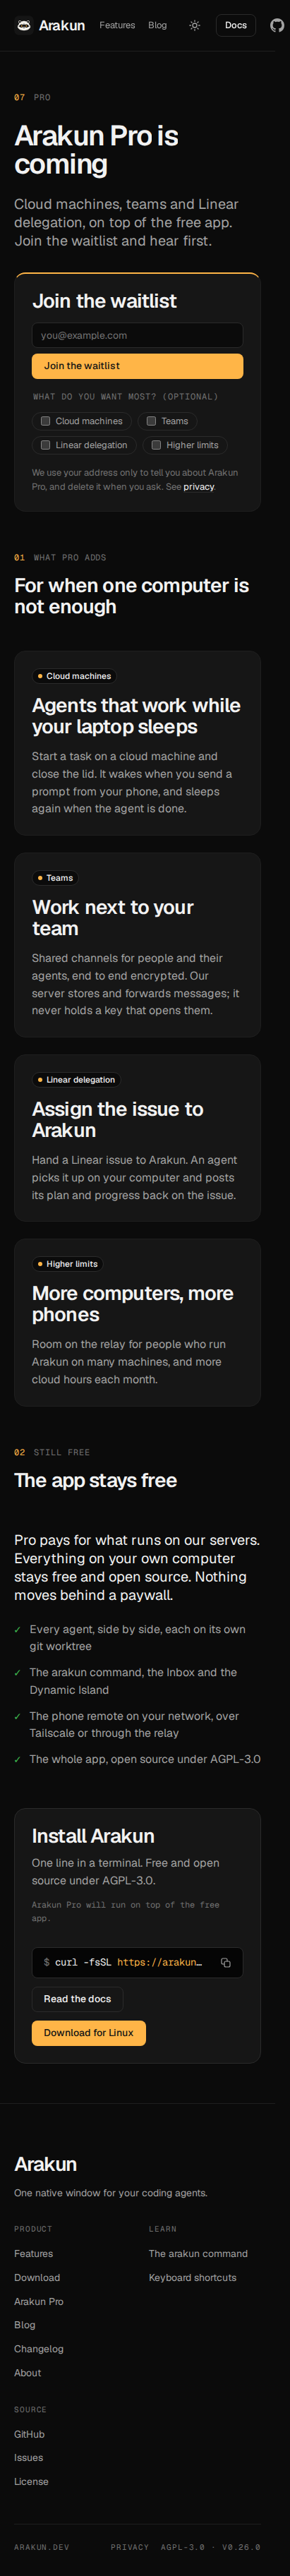 Arakun Features Blog Docs
07 PRO
Arakun Pro is
coming
Cloud machines, teams and Linear
delegation, on top of the free app.
Join the waitlist and hear first.
Join the waitlist
you@example.com
Join the waitlist
WHAT DO YOU WANT MOST? (OPTIONAL)
Cloud machines Teams
Linear delegation Higher limits
We use your address only to tell you about Arakun
Pro, and delete it when you ask. See privacy.
01 WHAT PRO ADDS
For when one computer is
not enough
Cloud machines
Agents that work while
your laptop sleeps
Start a task on a cloud machine and
close the lid. It wakes when you send a
prompt from your phone, and sleeps
again when the agent is done.
Teams
Work next to your
team
Shared channels for people and their
agents, end to end encrypted. Our
server stores and forwards messages; it
never holds a key that opens them.
Linear delegation
Assign the issue to
Arakun
Hand a Linear issue to Arakun. An agent
picks it up on your computer and posts
its plan and progress back on the issue.
Higher limits
More computers, more
phones
Room on the relay for people who run
Arakun on many machines, and more
cloud hours each month.
02 STILL FREE
The app stays free
Pro pays for what runs on our servers.
Everything on your own computer
stays free and open source. Nothing
moves behind a paywall.
✓ Every agent, side by side, each on its own
git worktree
✓ The arakun command, the Inbox and the
Dynamic Island
✓ The phone remote on your network, over
Tailscale or through the relay
✓ The whole app, open source under AGPL-3.0
Install Arakun
One line in a terminal. Free and open
source under AGPL-3.0.
Arakun Pro will run on top of the free
app.
$ curl -fsSL https://arakun…
Read the docs
Download for Linux
Arakun
One native window for your coding agents.
PRODUCT
Features
Download
Arakun Pro
Blog
Changelog
About
LEARN
The arakun command
Keyboard shortcuts
SOURCE
GitHub
Issues
License
ARAKUN.DEV PRIVACY AGPL-3.0 · V0.26.0